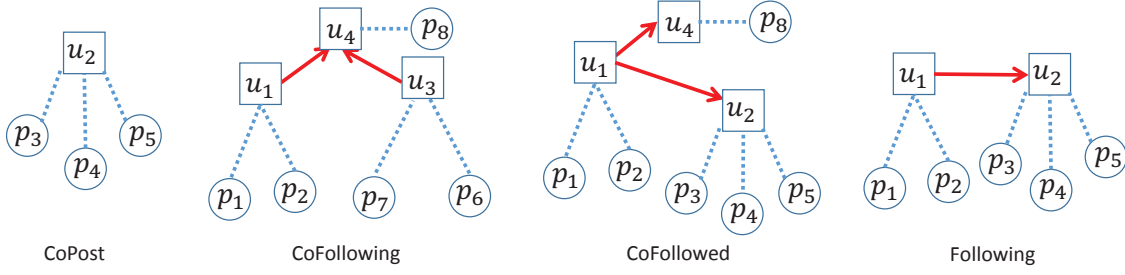 u₂
p₃
p₄
p₅
CoPost
u₄
p₈
u₁
u₃
p₁
p₂
p₇
p₆
CoFollowing
u₄
p₈
u₁
u₂
p₁
p₂
p₃
p₄
p₅
CoFollowed
u₁
u₂
p₁
p₂
p₃
p₄
p₅
Following